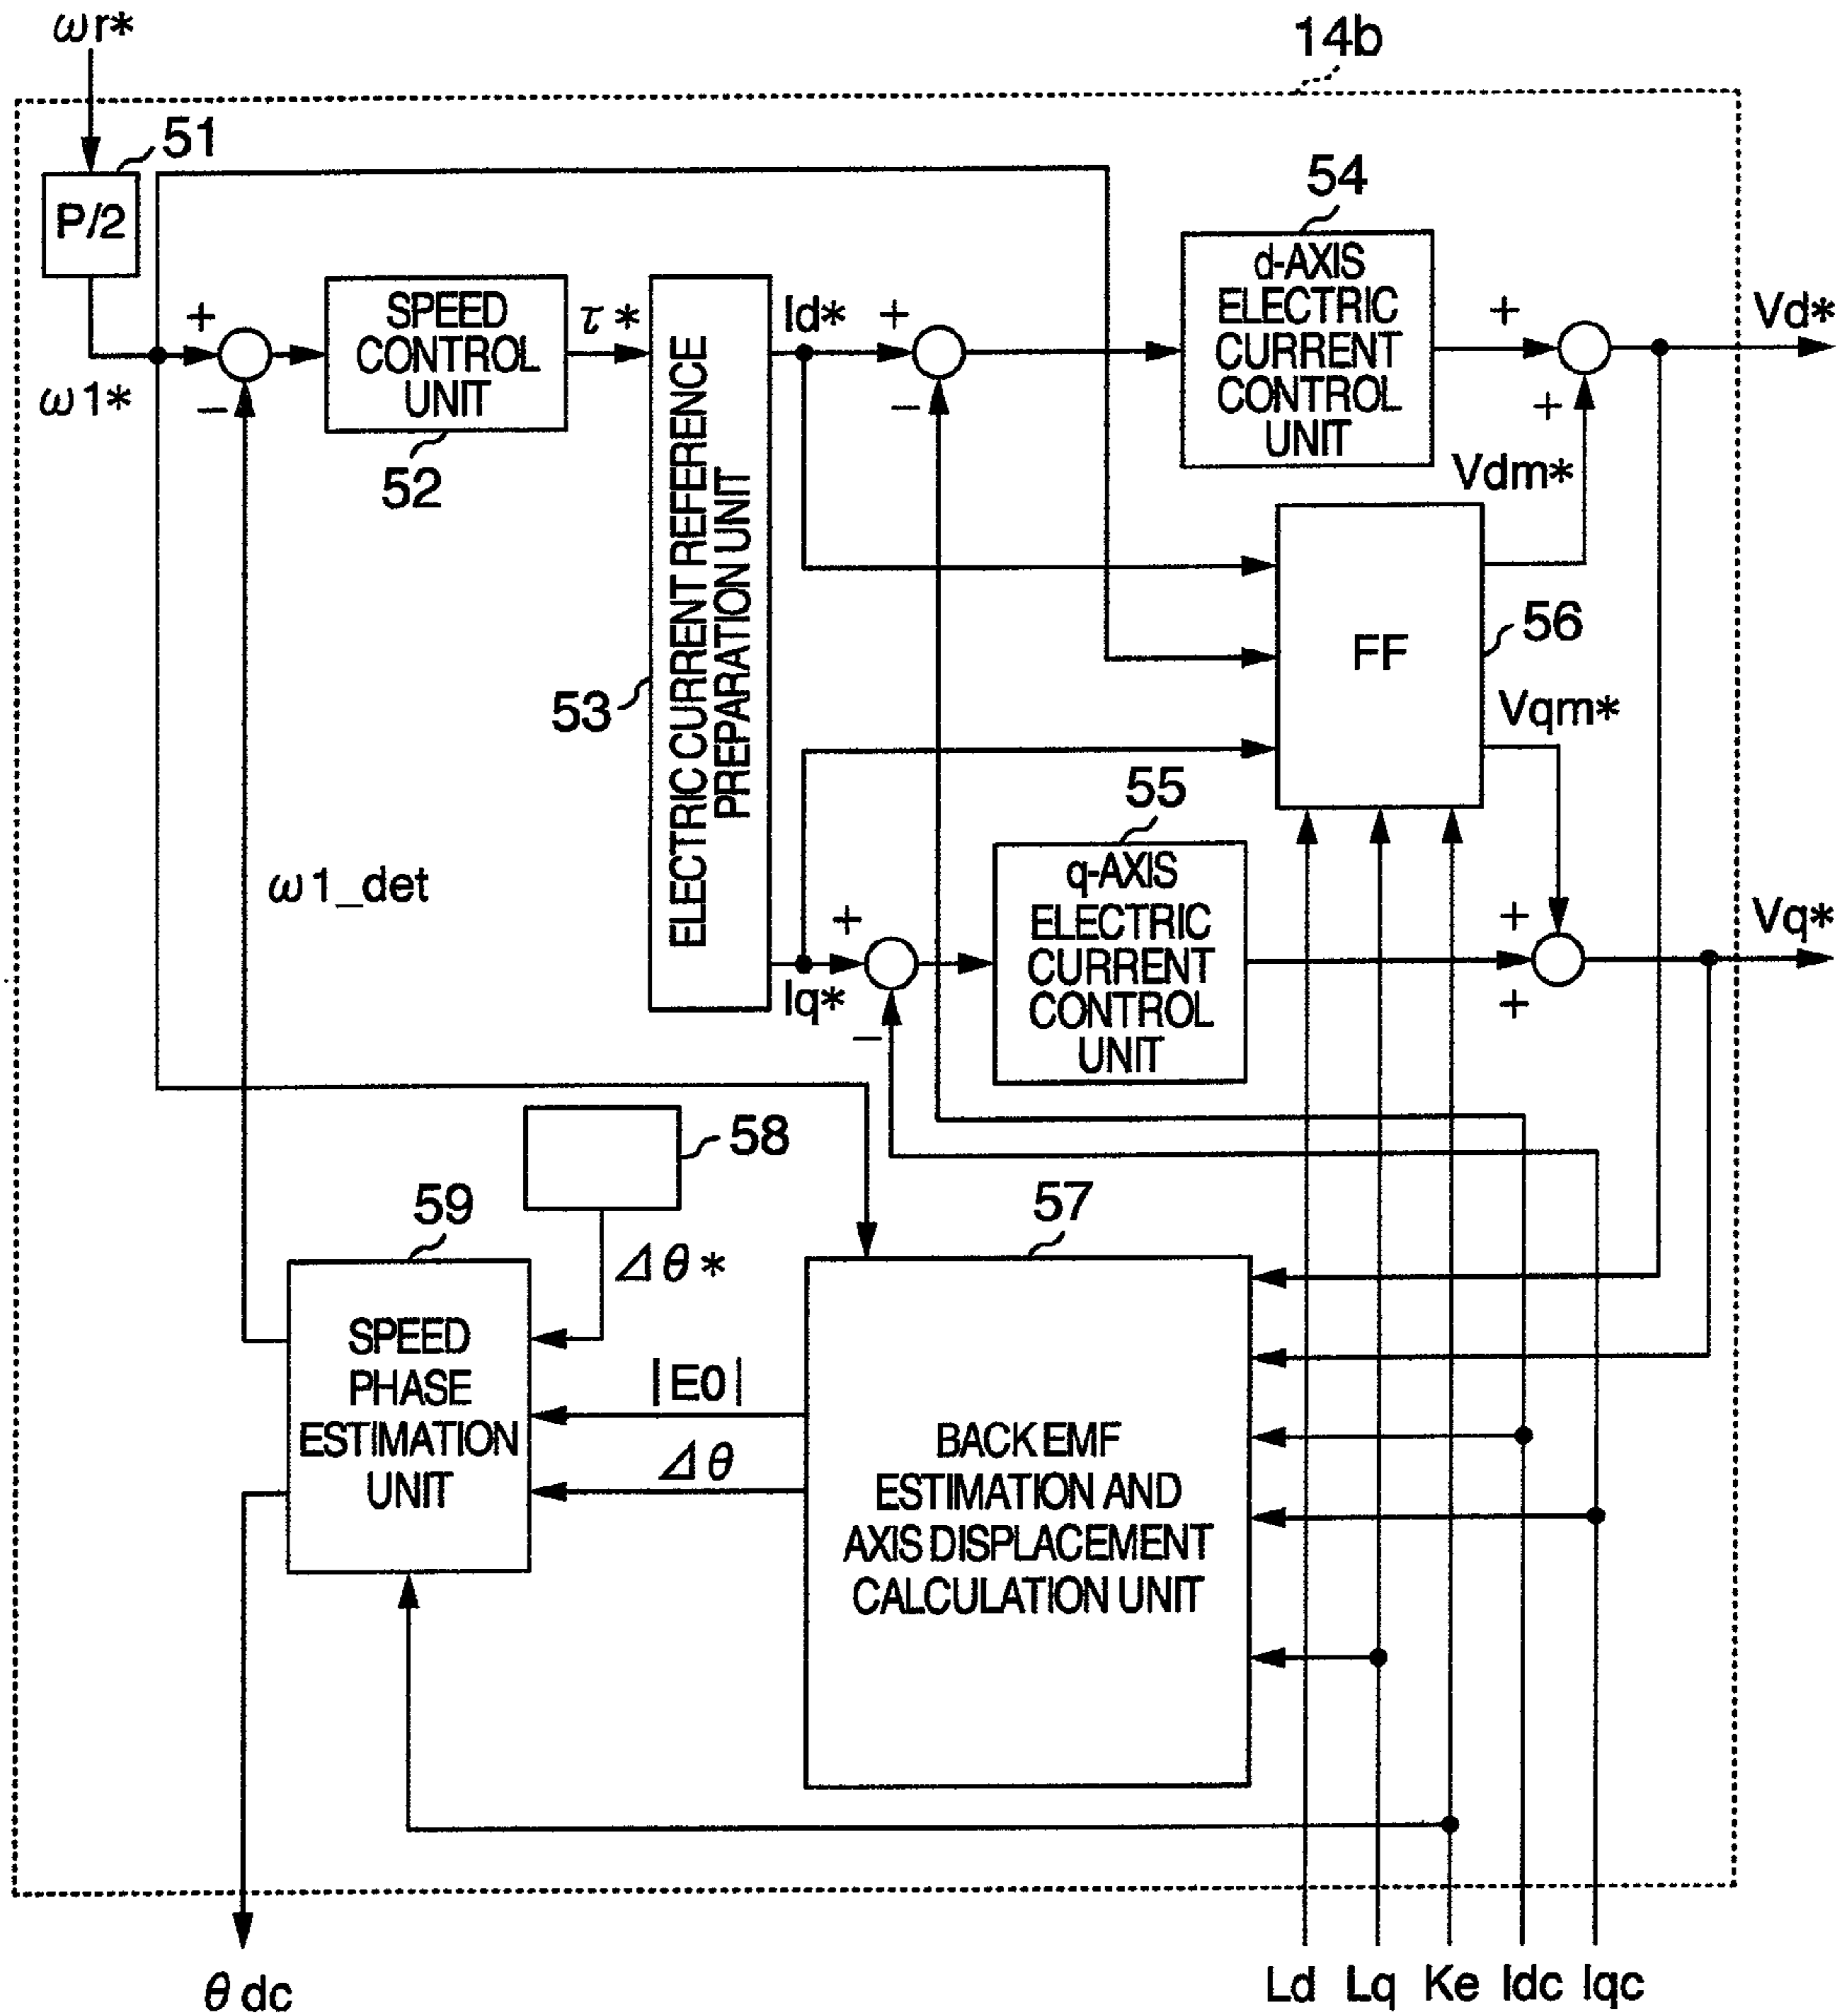 ωr*
14b
51
P/2
54
d-AXIS
ELECTRIC
CURRENT
CONTROL
UNIT
+
SPEED
CONTROL
UNIT
τ*
Id*
+
+
Vd*
ω1*
−
52
−
+
Vdm*
ELECTRIC CURRENT REFERENCE
PREPARATION UNIT
53
FF
56
Vqm*
55
q-AXIS
ELECTRIC
CURRENT
CONTROL
UNIT
ω1_det
+
Iq*
−
+
+
Vq*
58
59
57
Δθ*
SPEED
PHASE
ESTIMATION
UNIT
|E0|
Δθ
BACK EMF
ESTIMATION AND
AXIS DISPLACEMENT
CALCULATION UNIT
θdc
Ld Lq Ke Idc Iqc